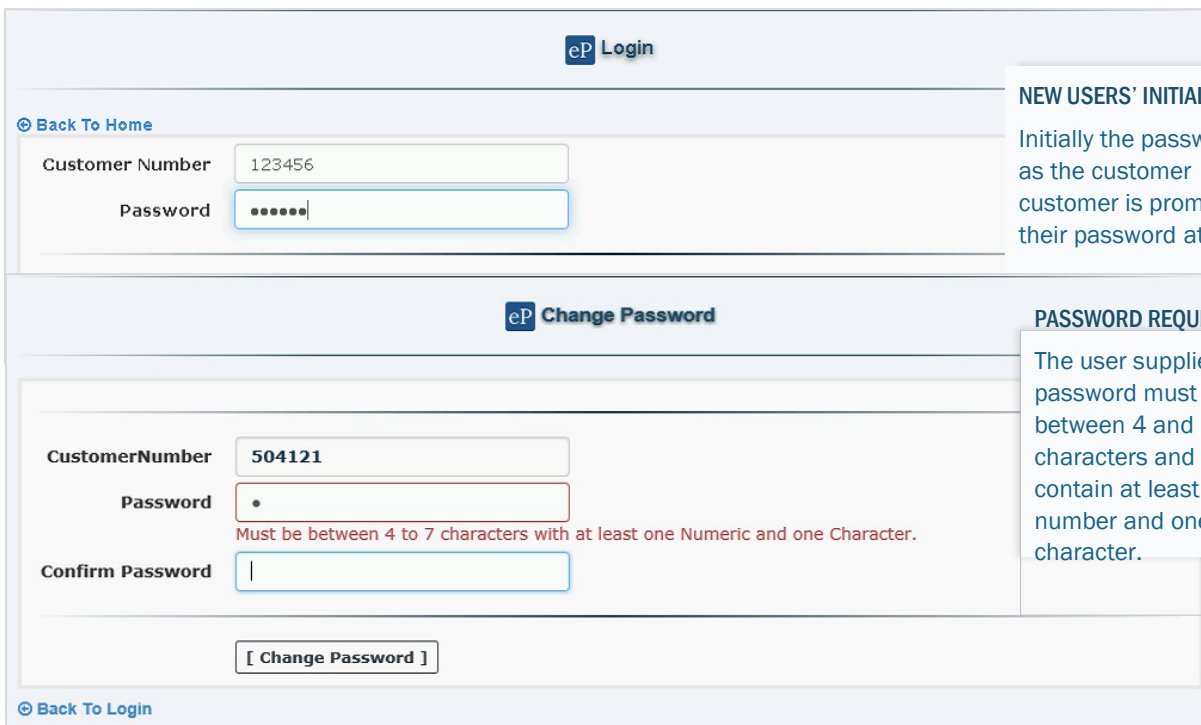 eP Login
NEW USERS' INITIAL
Back To Home
Initially the passw
as the customer
customer is prom
their password at
Customer Number 123456
Password ••••••
eP Change Password
PASSWORD REQUI
The user supplie
password must
between 4 and
characters and
contain at least
number and one
character.
CustomerNumber 504121
Password •
Must be between 4 to 7 characters with at least one Numeric and one Character.
Confirm Password
[ Change Password ]
Back To Login